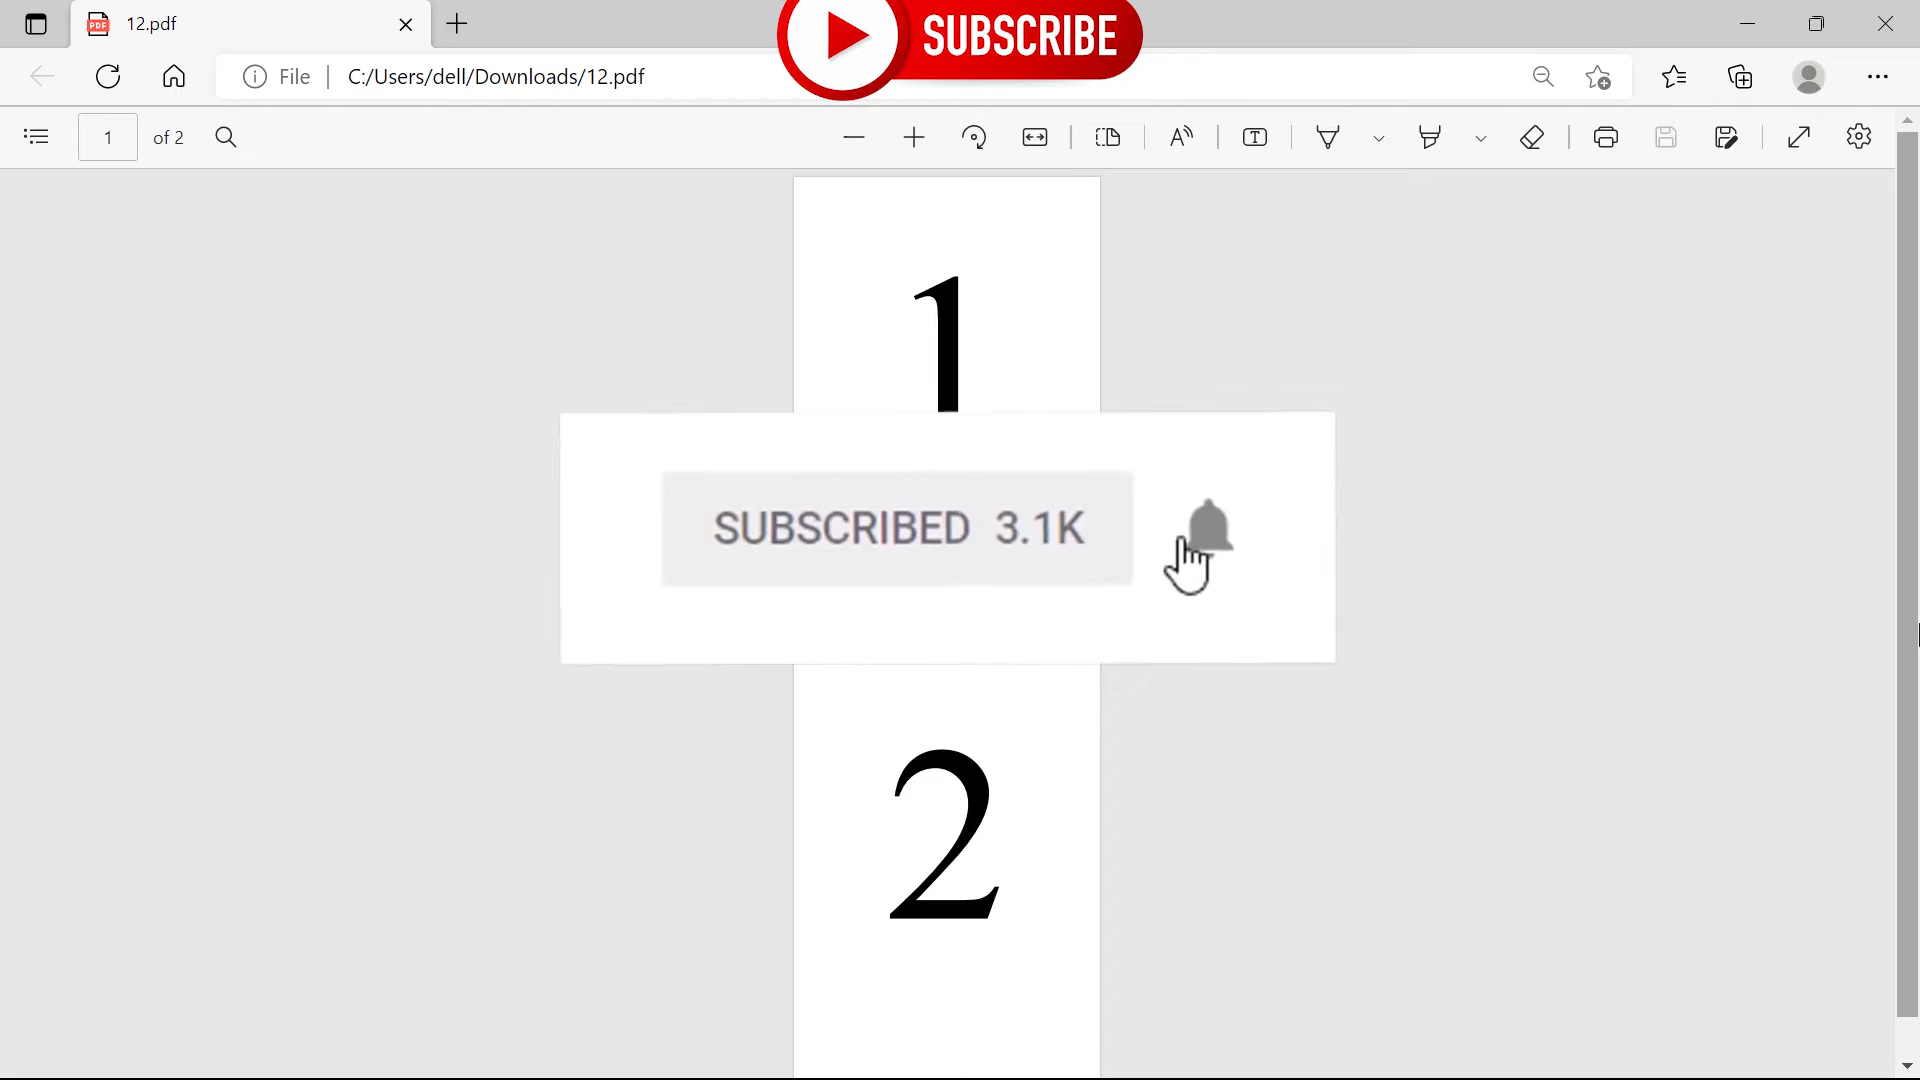 12.pdf
SUBSCRIBE
File
C:/Users/dell/Downloads/12.pdf
1 of 2
1
SUBSCRIBED 3.1K
2